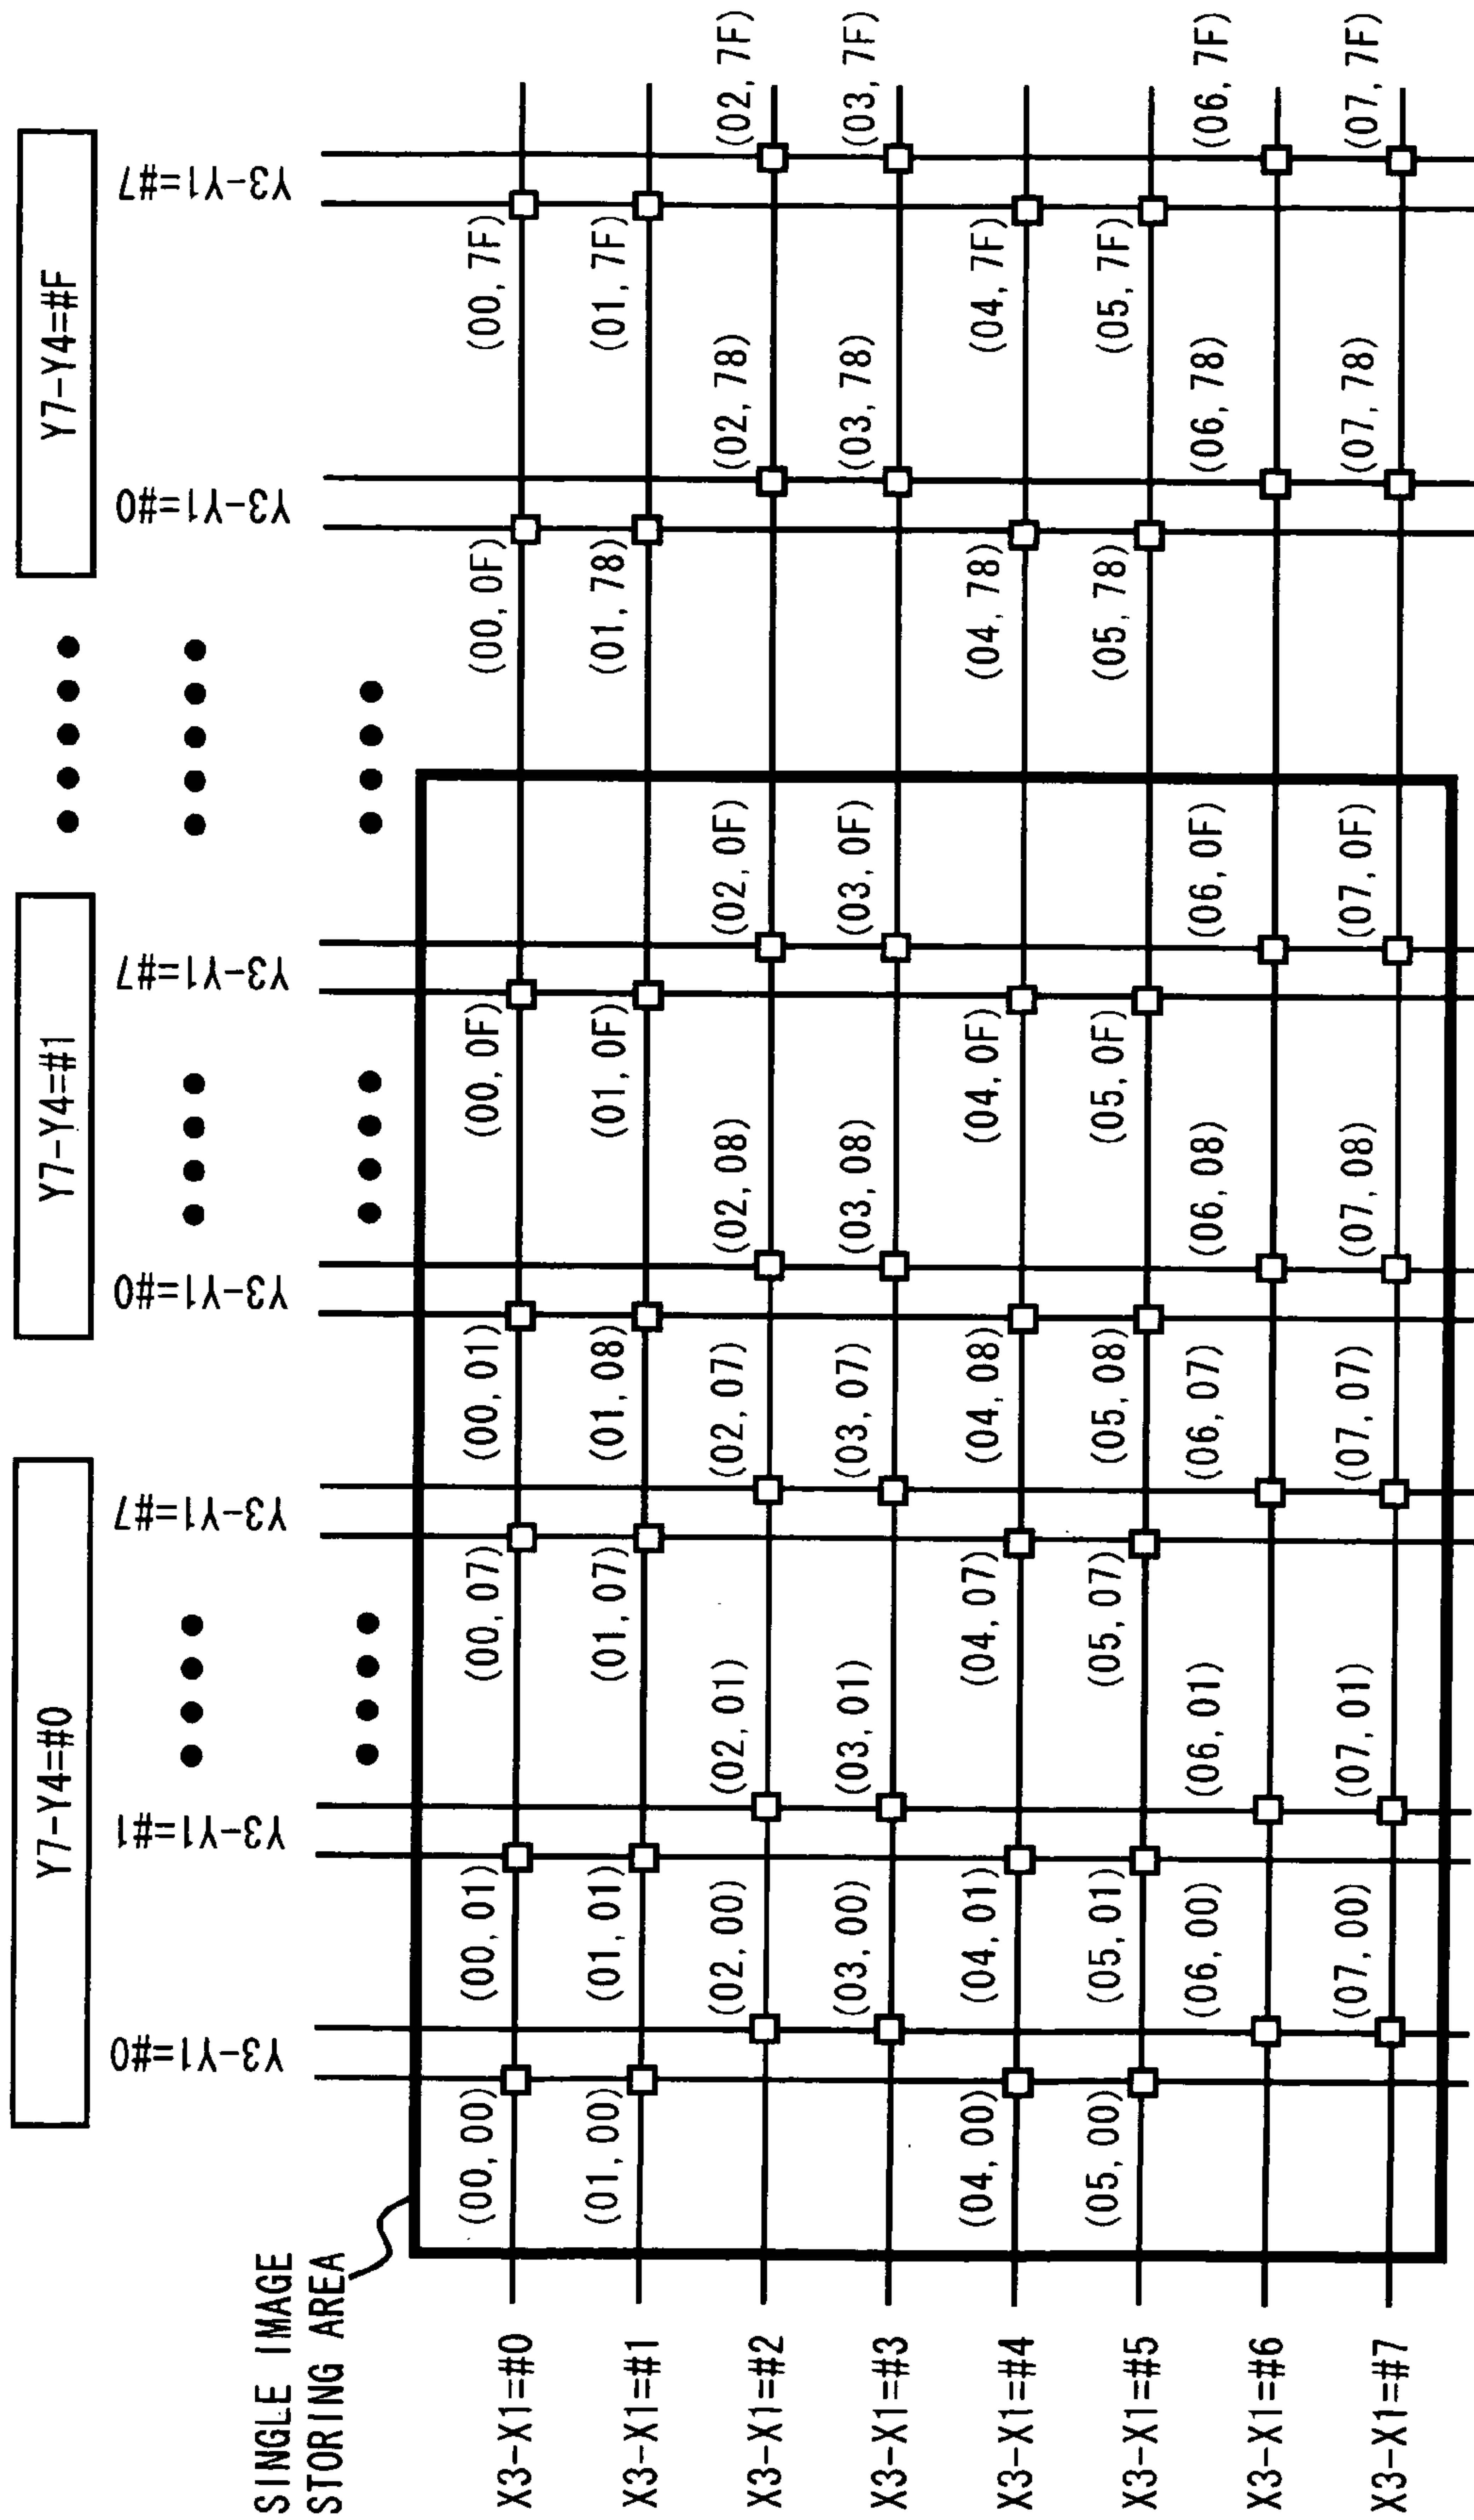 Y7-Y4=#0
Y7-Y4=#1
Y7-Y4=#F
Y3-Y1=#0
Y3-Y1=#1
Y3-Y1=#7
Y3-Y1=#0
Y3-Y1=#7
Y3-Y1=#0
Y3-Y1=#7
SINGLE IMAGE
STORING AREA
X3-X1=#0
(00,00)
(00,01)
(00,07)
(00,01)
(00,0F)
(00,0F)
(00,7F)
X3-X1=#1
(01,00)
(01,01)
(01,07)
(01,08)
(01,0F)
(01,78)
(01,7F)
X3-X1=#2
(02,00)
(02,01)
(02,07)
(02,08)
(02,0F)
(02,78)
(02,7F)
X3-X1=#3
(03,00)
(03,01)
(03,07)
(03,08)
(03,0F)
(03,78)
(03,7F)
X3-X1=#4
(04,00)
(04,01)
(04,07)
(04,08)
(04,0F)
(04,78)
(04,7F)
X3-X1=#5
(05,00)
(05,01)
(05,07)
(05,08)
(05,0F)
(05,78)
(05,7F)
X3-X1=#6
(06,00)
(06,01)
(06,07)
(06,08)
(06,0F)
(06,78)
(06,7F)
X3-X1=#7
(07,00)
(07,01)
(07,07)
(07,08)
(07,0F)
(07,78)
(07,7F)